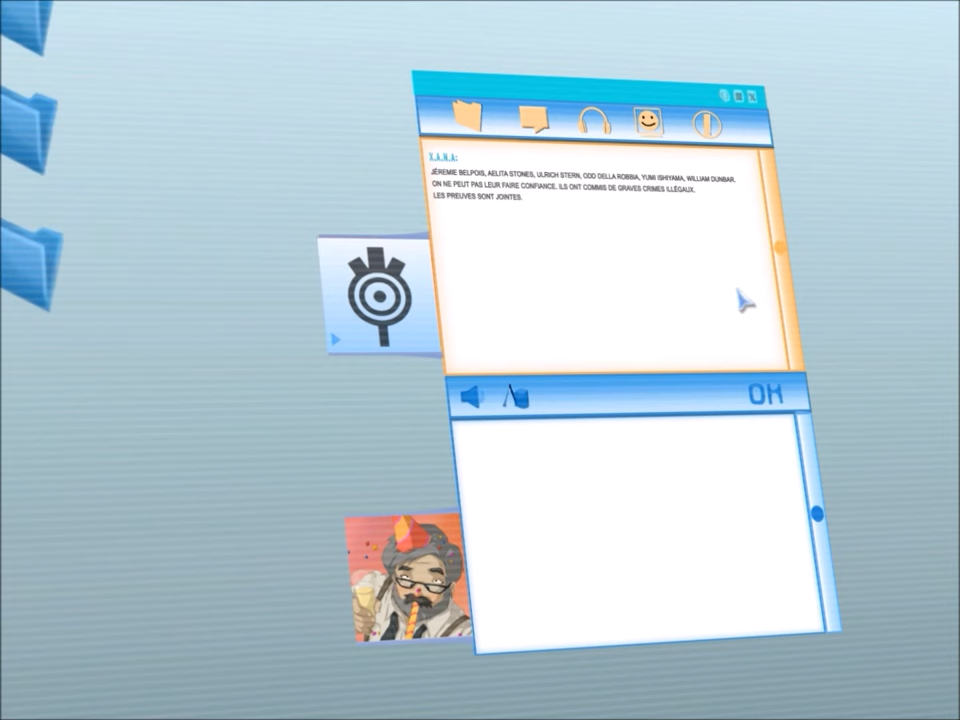 X.A.N.A:
JÉREMIE BELPOIS, AELITA STONES, ULRICH STERN, ODD DELLA ROBBIA, YUMI ISHIYAMA, WILLIAM DUNBAR.
ON NE PEUT PAS LEUR FAIRE CONFIANCE. ILS ONT COMMIS DE GRAVES CRIMES ILLÉGAUX.
LES PREUVES SONT JOINTES.
OK